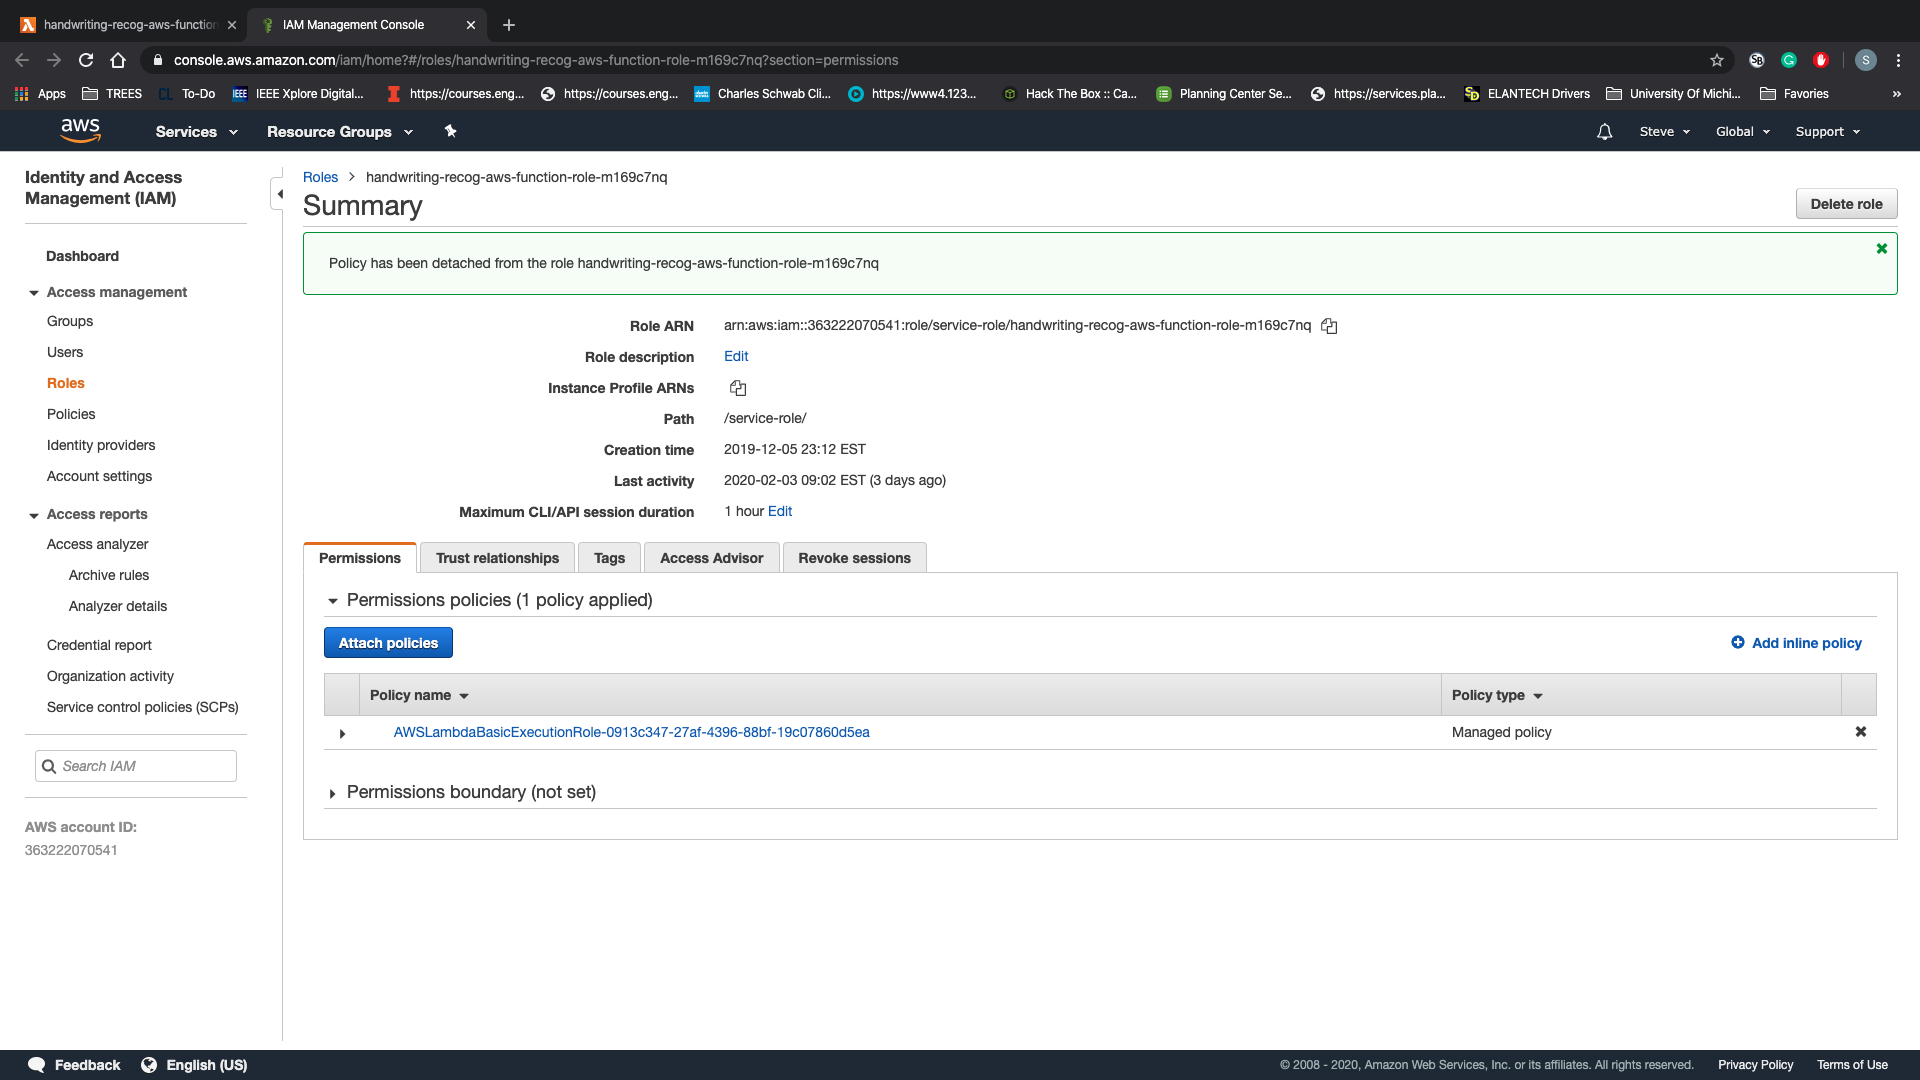 handwriting-recog-aws-function
IAM Management Console
console.aws.amazon.com/iam/home?#/roles/handwriting-recog-aws-function-role-m169c7nq?section=permissions
SB
G
S
Apps
TREES
CL To-Do
IEEE IEEE Xplore Digital...
https://courses.eng...
https://courses.eng...
Charles Schwab Cli...
https://www4.123...
Hack The Box :: Ca...
Planning Center Se...
https://services.pla...
ELANTECH Drivers
University Of Michi...
Favories
»
aws
Services
Resource Groups
Steve
Global
Support
Identity and Access
Management (IAM)
Dashboard
Access management
Groups
Users
Roles
Policies
Identity providers
Account settings
Access reports
Access analyzer
Archive rules
Analyzer details
Credential report
Organization activity
Service control policies (SCPs)
Search IAM
AWS account ID:
363222070541
Roles > handwriting-recog-aws-function-role-m169c7nq
Summary
Delete role
Policy has been detached from the role handwriting-recog-aws-function-role-m169c7nq
Role ARN arn:aws:iam::363222070541:role/service-role/handwriting-recog-aws-function-role-m169c7nq
Role description Edit
Instance Profile ARNs
Path /service-role/
Creation time 2019-12-05 23:12 EST
Last activity 2020-02-03 09:02 EST (3 days ago)
Maximum CLI/API session duration 1 hour Edit
Permissions
Trust relationships
Tags
Access Advisor
Revoke sessions
Permissions policies (1 policy applied)
Attach policies
Add inline policy
Policy name
Policy type
AWSLambdaBasicExecutionRole-0913c347-27af-4396-88bf-19c07860d5ea
Managed policy
Permissions boundary (not set)
Feedback
English (US)
© 2008 - 2020, Amazon Web Services, Inc. or its affiliates. All rights reserved.
Privacy Policy
Terms of Use